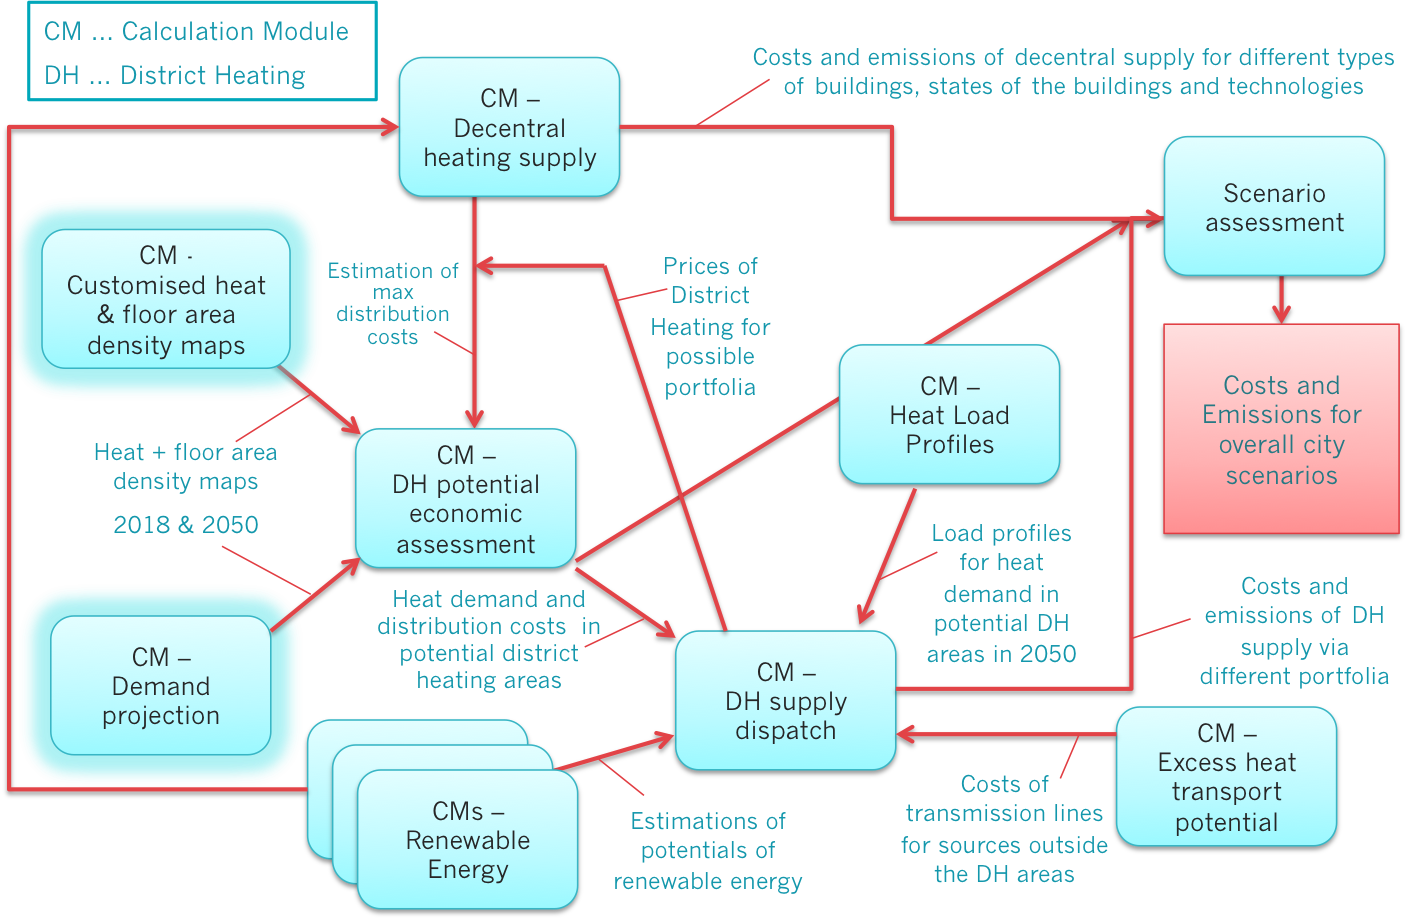 CM ... Calculation Module
DH ... District Heating
Costs and emissions of decentral supply for different types
of buildings, states of the buildings and technologies
CM –
Decentral
heating supply
Scenario
assessment
CM -
Customised heat
& floor area
density maps
Estimation of
max
distribution
costs
Prices of
District
Heating for
possible
portfolia
CM –
Heat Load
Profiles
Costs and
Emissions for
overall city
scenarios
Heat + floor area
density maps
2018 & 2050
CM –
DH potential
economic
assessment
Load profiles
for heat
demand in
potential DH
areas in 2050
Costs and
emissions of DH
supply via
different portfolia
Heat demand and
distribution costs in
potential district
heating areas
CM –
Demand
projection
CM –
DH supply
dispatch
CM –
Excess heat
transport
potential
CMs –
Renewable
Energy
Estimations of
potentials of
renewable energy
Costs of
transmission lines
for sources outside
the DH areas